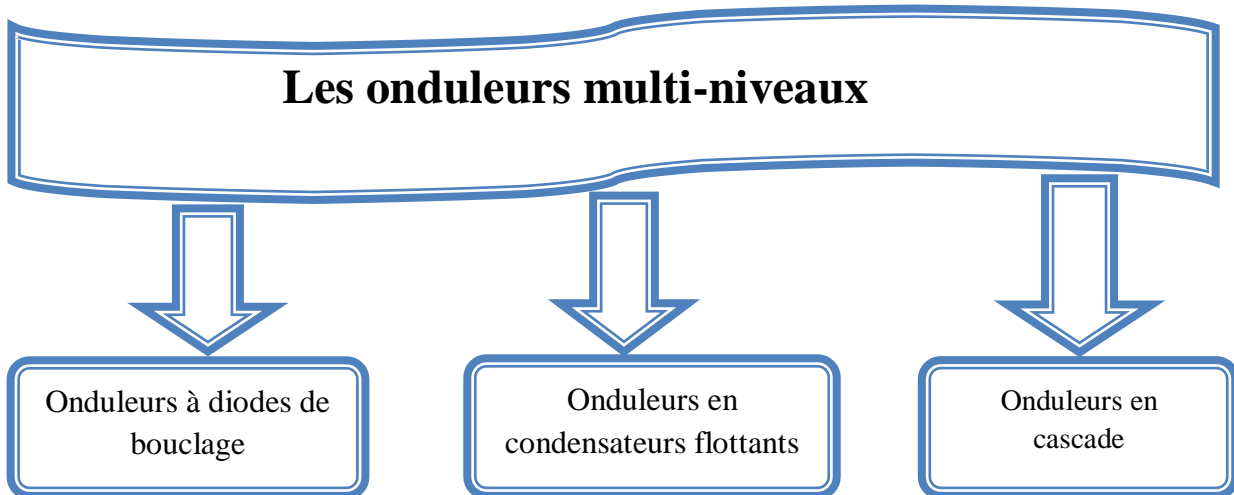 Les onduleurs multi-niveaux
Onduleurs à diodes de
bouclage
Onduleurs en
condensateurs flottants
Onduleurs en
cascade